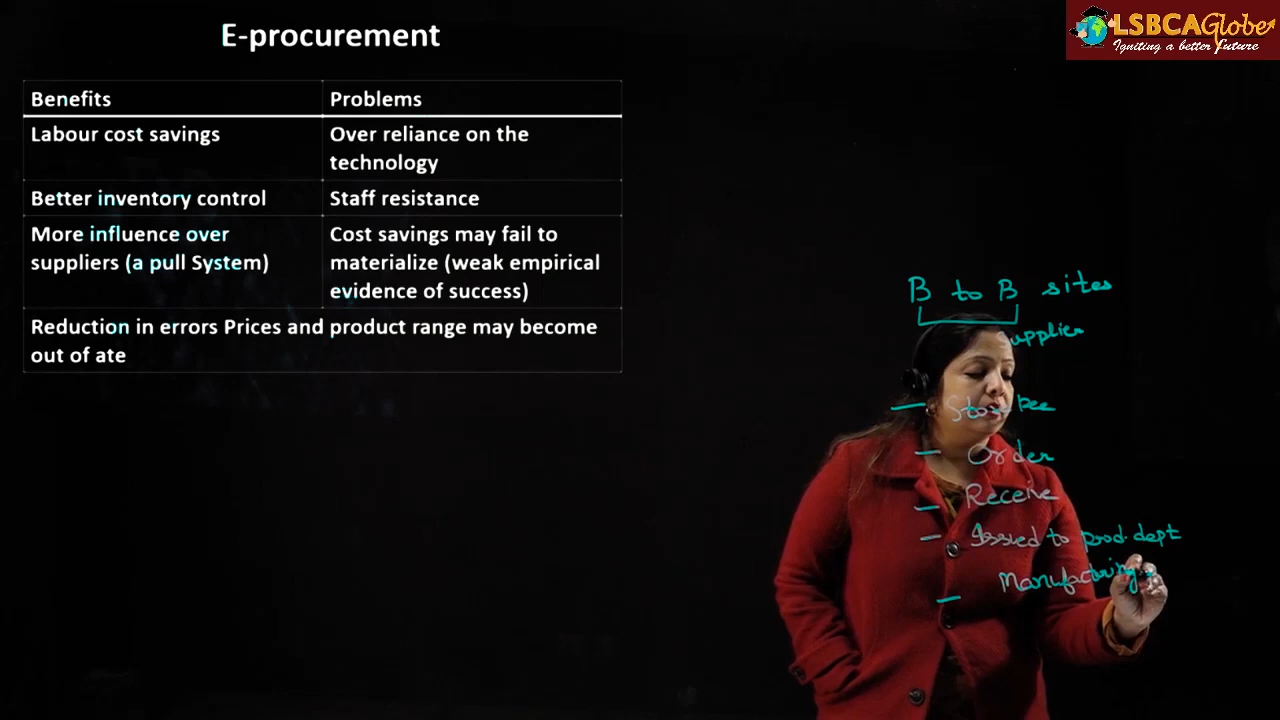 E-procurement
LSBCAGlobe
Igniting a better Future
Benefits
Problems
Labour cost savings
Over reliance on the
technology
Better inventory control
Staff resistance
More influence over
suppliers (a pull System)
Cost savings may fail to
materialize (weak empirical
evidence of success)
Reduction in errors Prices and product range may become
out of ate
B to B sites
supplier
Order
Receive
Issued to prod. dept
Manufacturing